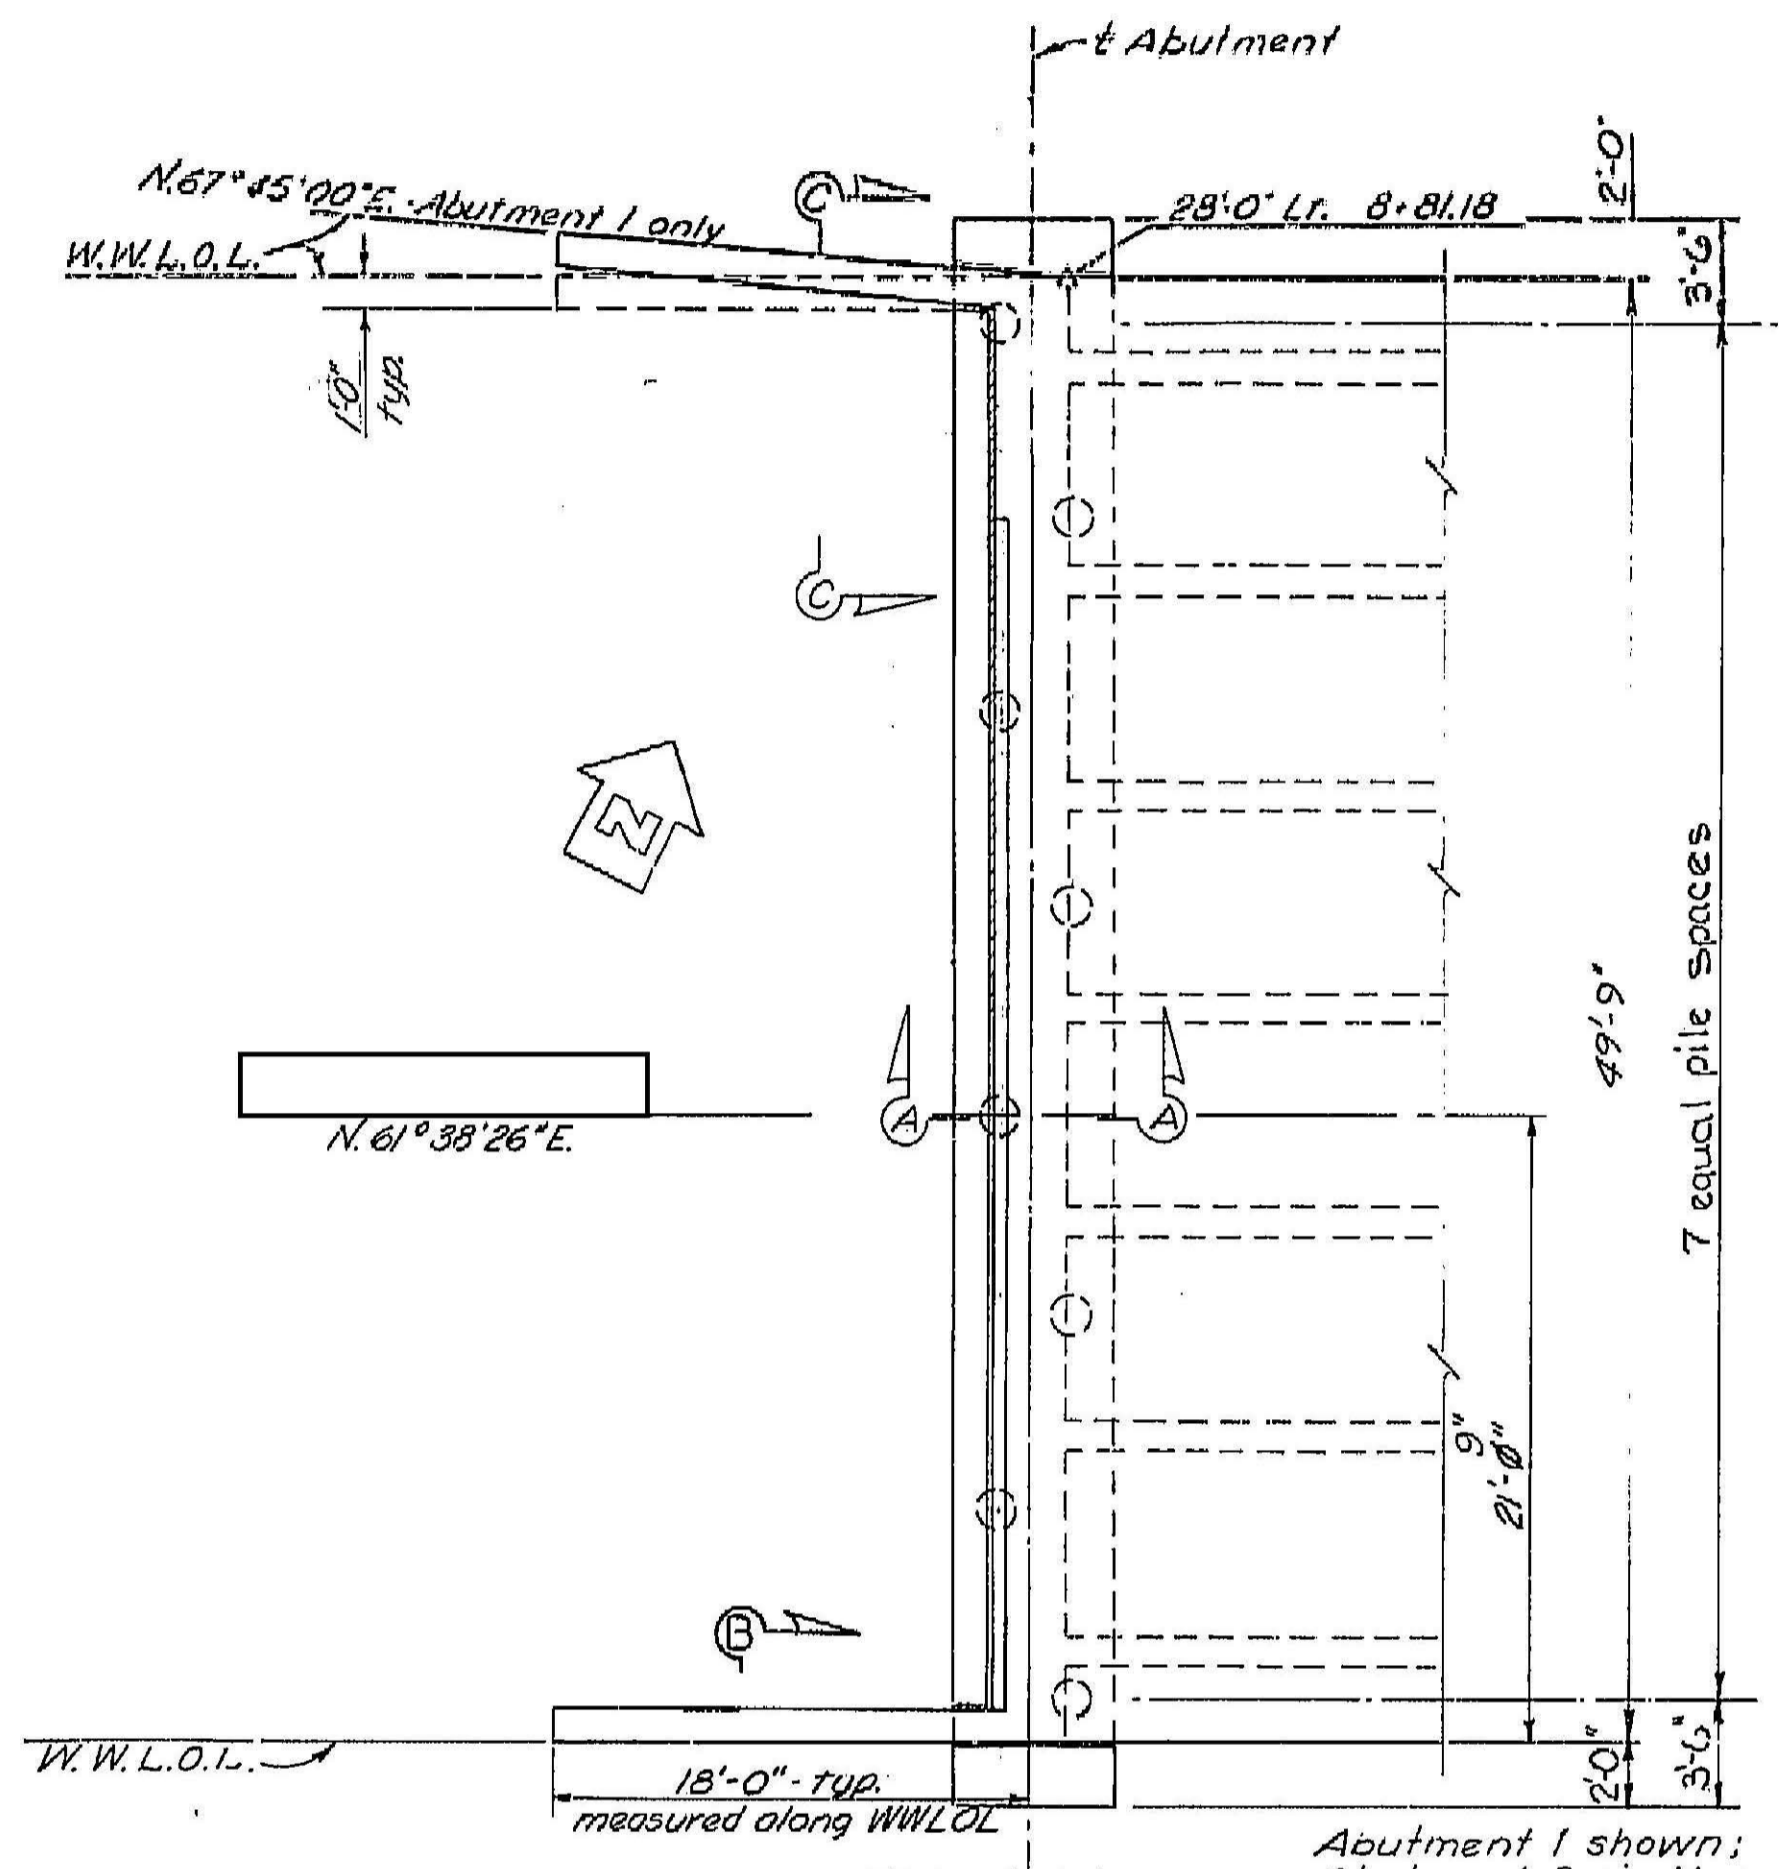 ℄ Abutment
N.67°45'00"E. - Abutment 1 only
W.W.L.O.L.
C
28'-0" Lt. 8+81.18
2'-0"
3'-6"
1'-0"
typ.
C
N
7 equal pile spaces
49'-9"
A
A
N.61°38'26"E.
9"
21'-0"
B
W.W.L.O.L.
18'-0" - typ.
measured along WWLOL
2'-0"
3'-6"
Abutment 1 shown;